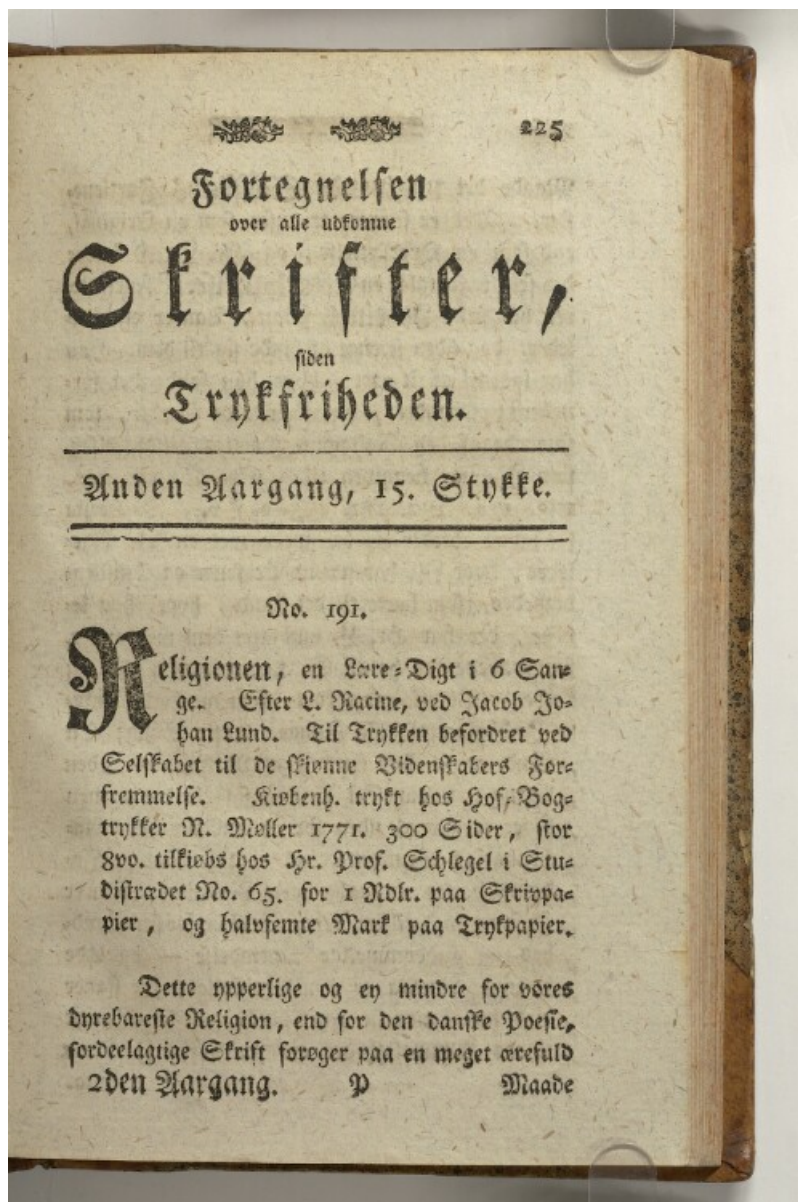 225
Fortegnelsen
over alle udkomne
Skrifter,
siden
Trykfriheden.
Anden Aargang, 15. Stykke.
No. 191.
Religionen, en Lære-Digt i 6 San-
ge. Efter L. Racine, ved Jacob Jo-
han Lund. Til Trykken befordret ved
Selskabet til de skiønne Videnskabers For-
fremmelse. Kiøbenh. trykt hos Hof-Bog-
trykker N. Møller 1771. 300 Sider, stor
8vo. tilkiøbs hos Hr. Prof. Schlegel i Stu-
distrædet No. 65. for 1 Rdlr. paa Skrivpa-
pier, og halvfemte Mark paa Trykpapier.
Dette ypperlige og ey mindre for vores
dyrebareste Religion, end for den danske Poesie,
fordeelagtige Skrift forøger paa en meget ærefuld
2den Aargang. P Maade